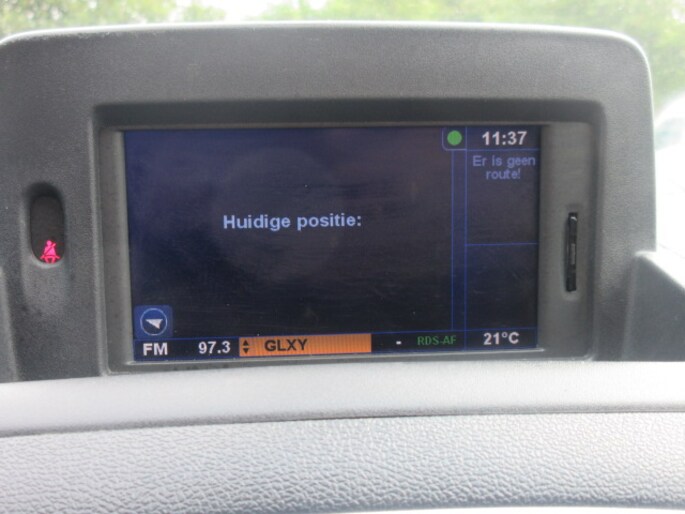 11:37
Er is geen
route!
Huidige positie:
FM 97.3 GLXY - RDS-AF 21°C